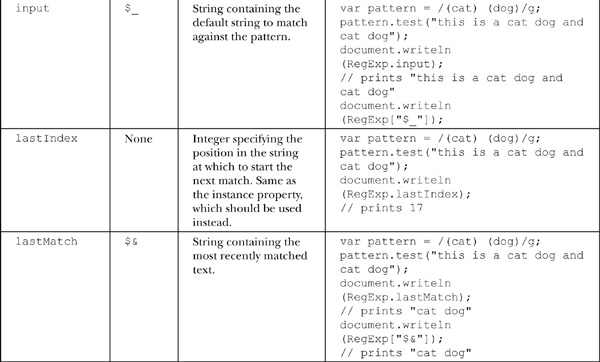 input
$_
String containing the
default string to match
against the pattern.
var pattern = /(cat) (dog)/g;
pattern.test("this is a cat dog and
cat dog");
document.writeln
(RegExp.input);
// prints "this is a cat dog and
cat dog"
document.writeln
(RegExp["$_"]);
lastIndex
None
Integer specifying the
position in the string
at which to start the
next match. Same as
the instance property,
which should be used
instead.
var pattern = /(cat) (dog)/g;
pattern.test("this is a cat dog and
cat dog");
document.writeln
(RegExp.lastIndex);
// prints 17
lastMatch
$&
String containing the
most recently matched
text.
var pattern = /(cat) (dog)/g;
pattern.test("this is a cat dog and
cat dog");
document.writeln
(RegExp.lastMatch);
// prints "cat dog"
document.writeln
(RegExp["$&"]);
// prints "cat dog"